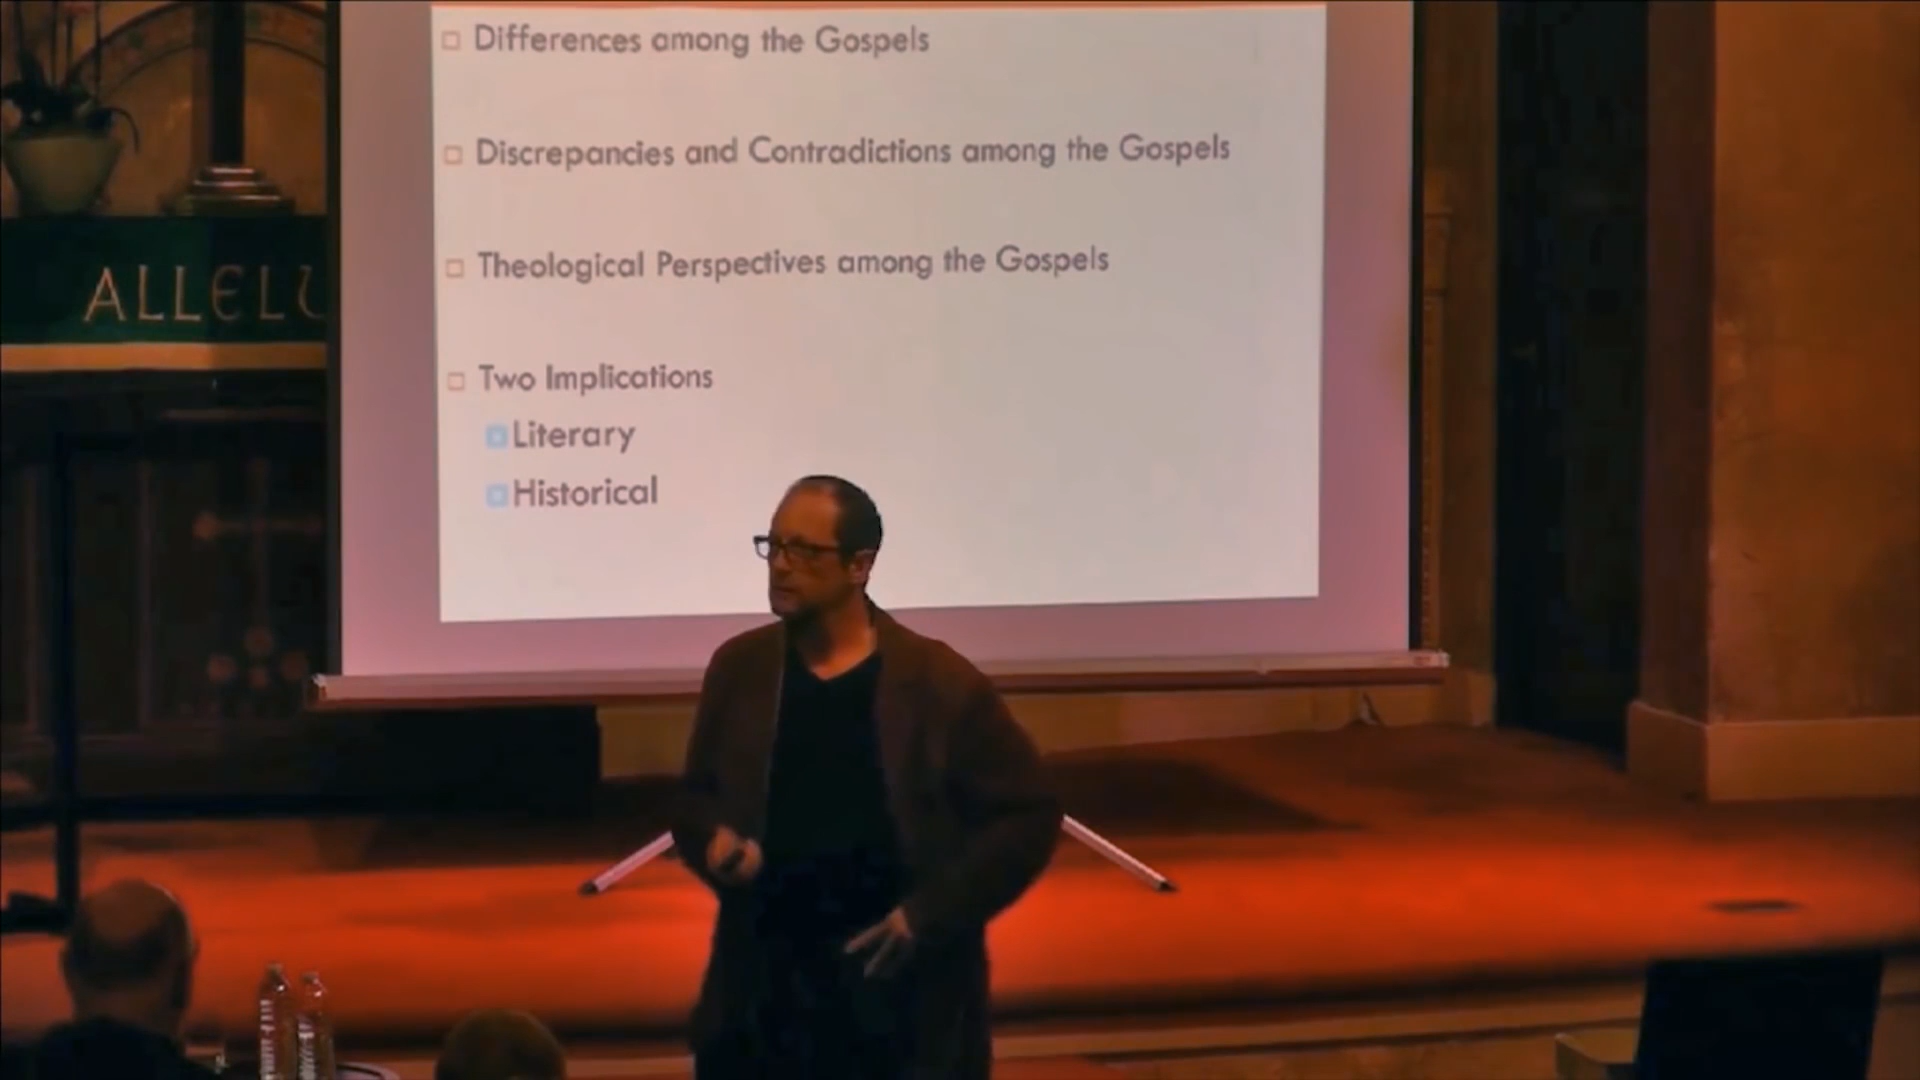 Differences among the Gospels
Discrepancies and Contradictions among the Gospels
Theological Perspectives among the Gospels
Two Implications
Literary
Historical
ALLELU